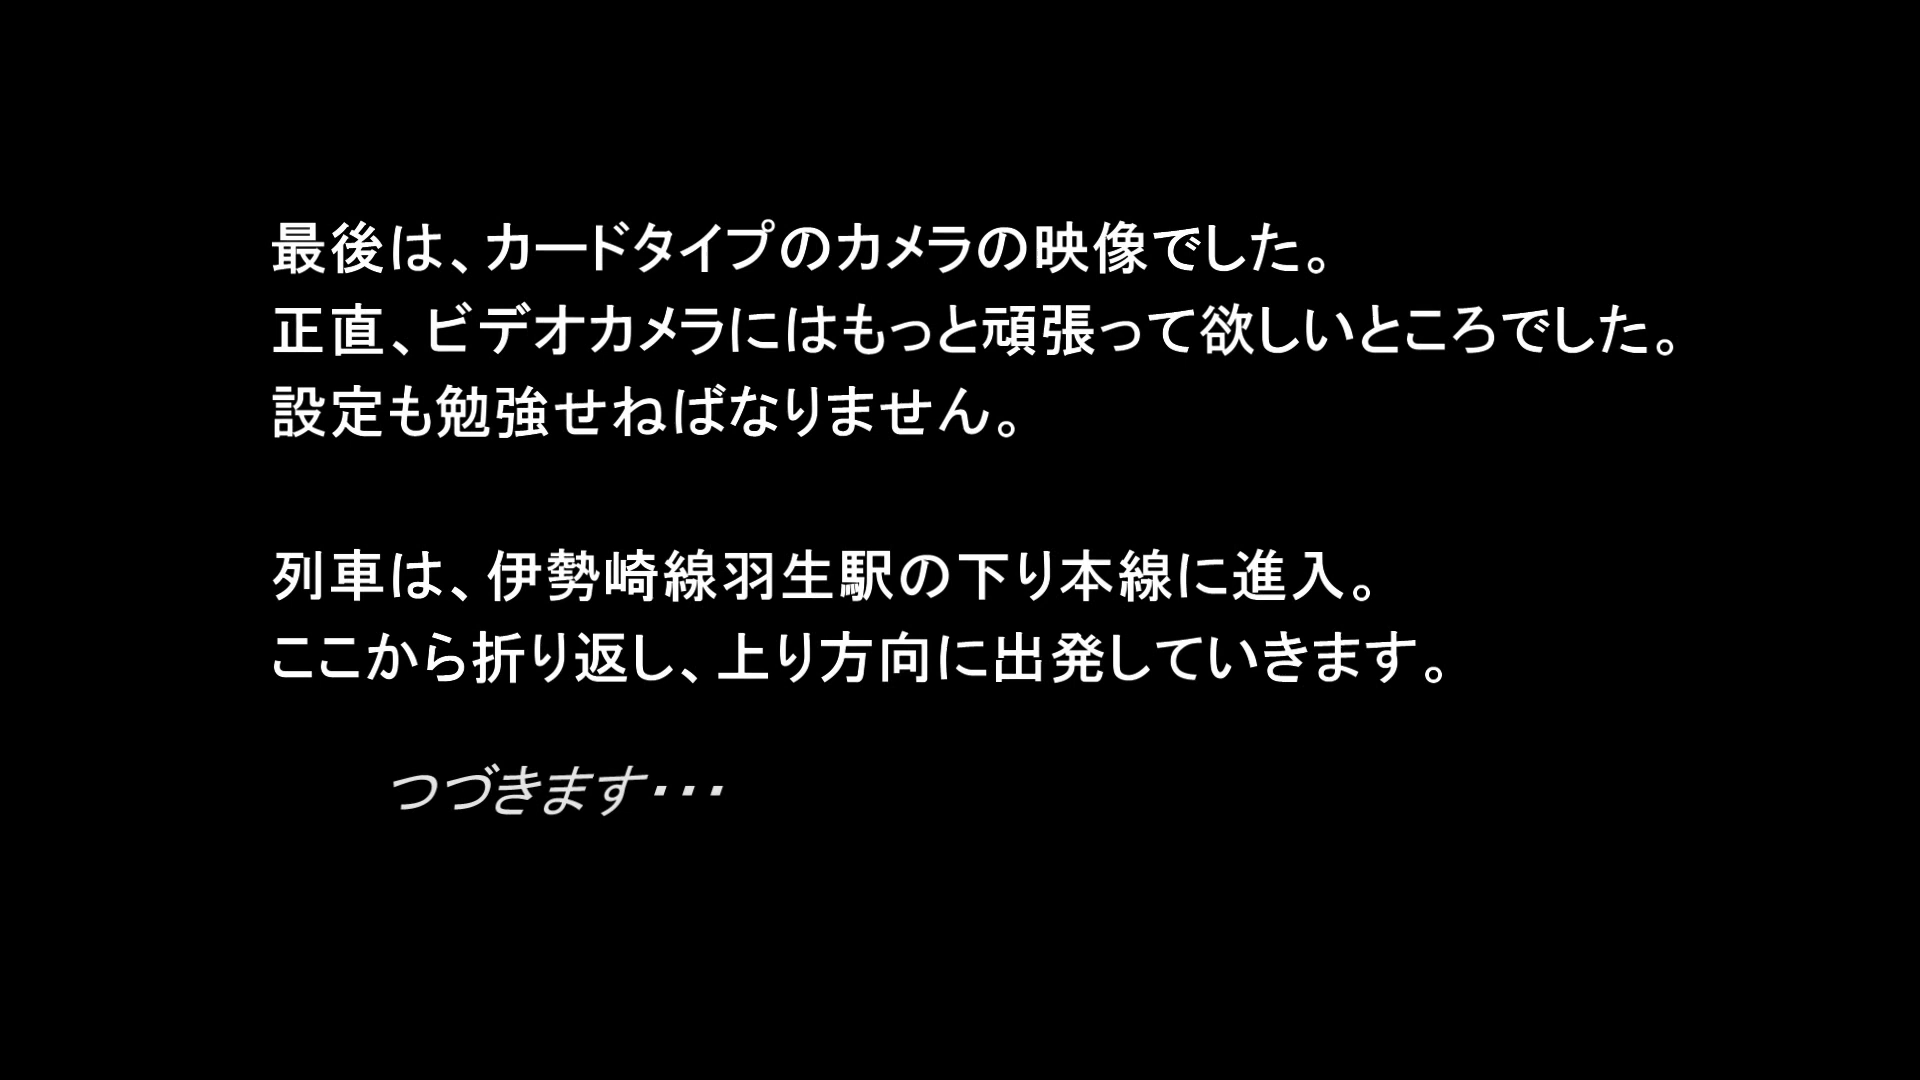 最後は、カードタイプのカメラの映像でした。
正直、ビデオカメラにはもっと頑張って欲しいところでした。
設定も勉強せねばなりません。
列車は、伊勢崎線羽生駅の下り本線に進入。
ここから折り返し、上り方向に出発していきます。
つづきます・・・